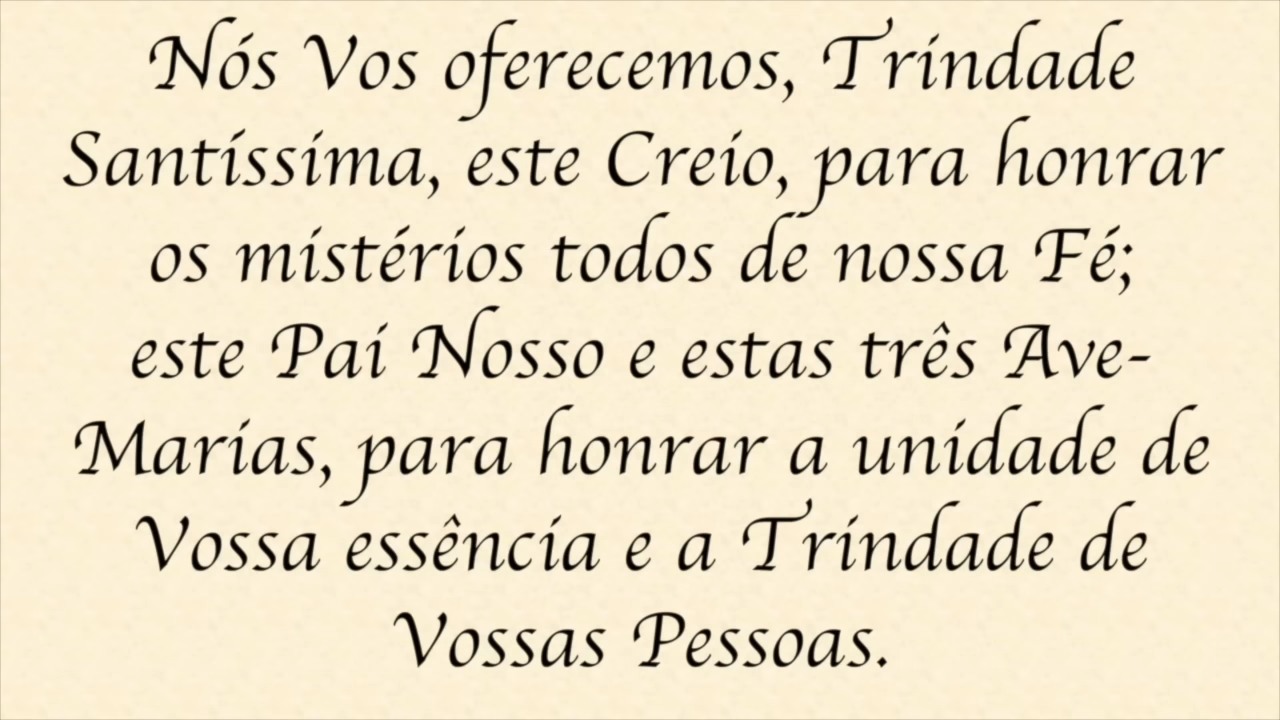 Nós Vos oferecemos, Trindade
Santíssima, este Creio, para honrar
os mistérios todos de nossa Fé;
este Pai Nosso e estas três Ave-
Marias, para honrar a unidade de
Vossa essência e a Trindade de
Vossas Pessoas.